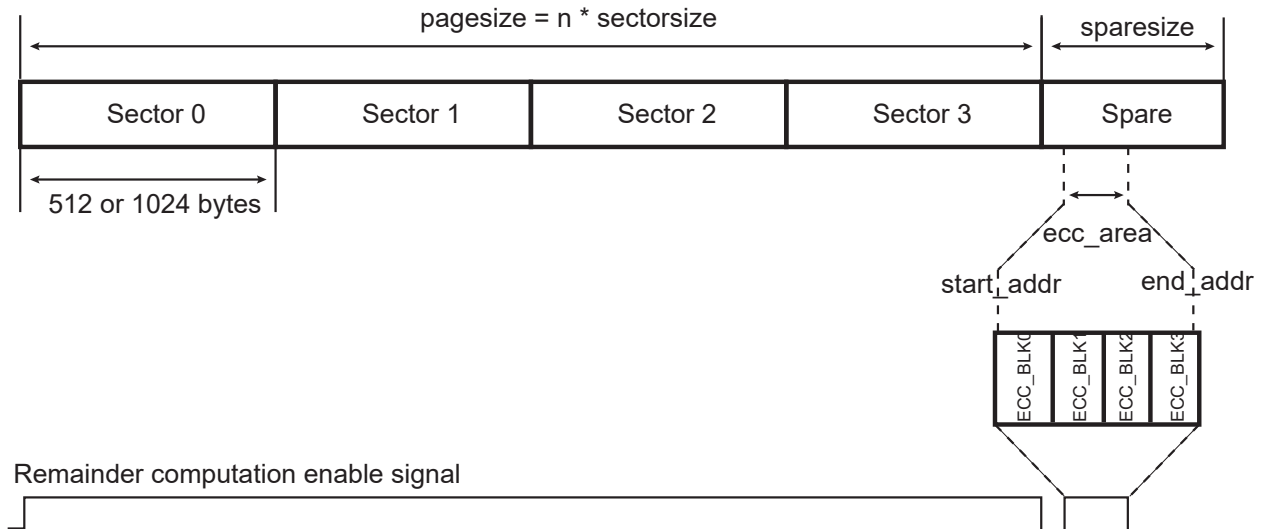 pagesize = n * sectorsize
sparesize
Sector 0
Sector 1
Sector 2
Sector 3
Spare
512 or 1024 bytes
ecc_area
start_addr
end_addr
ECC_BLK0
ECC_BLK1
ECC_BLK2
ECC_BLK3
Remainder computation enable signal